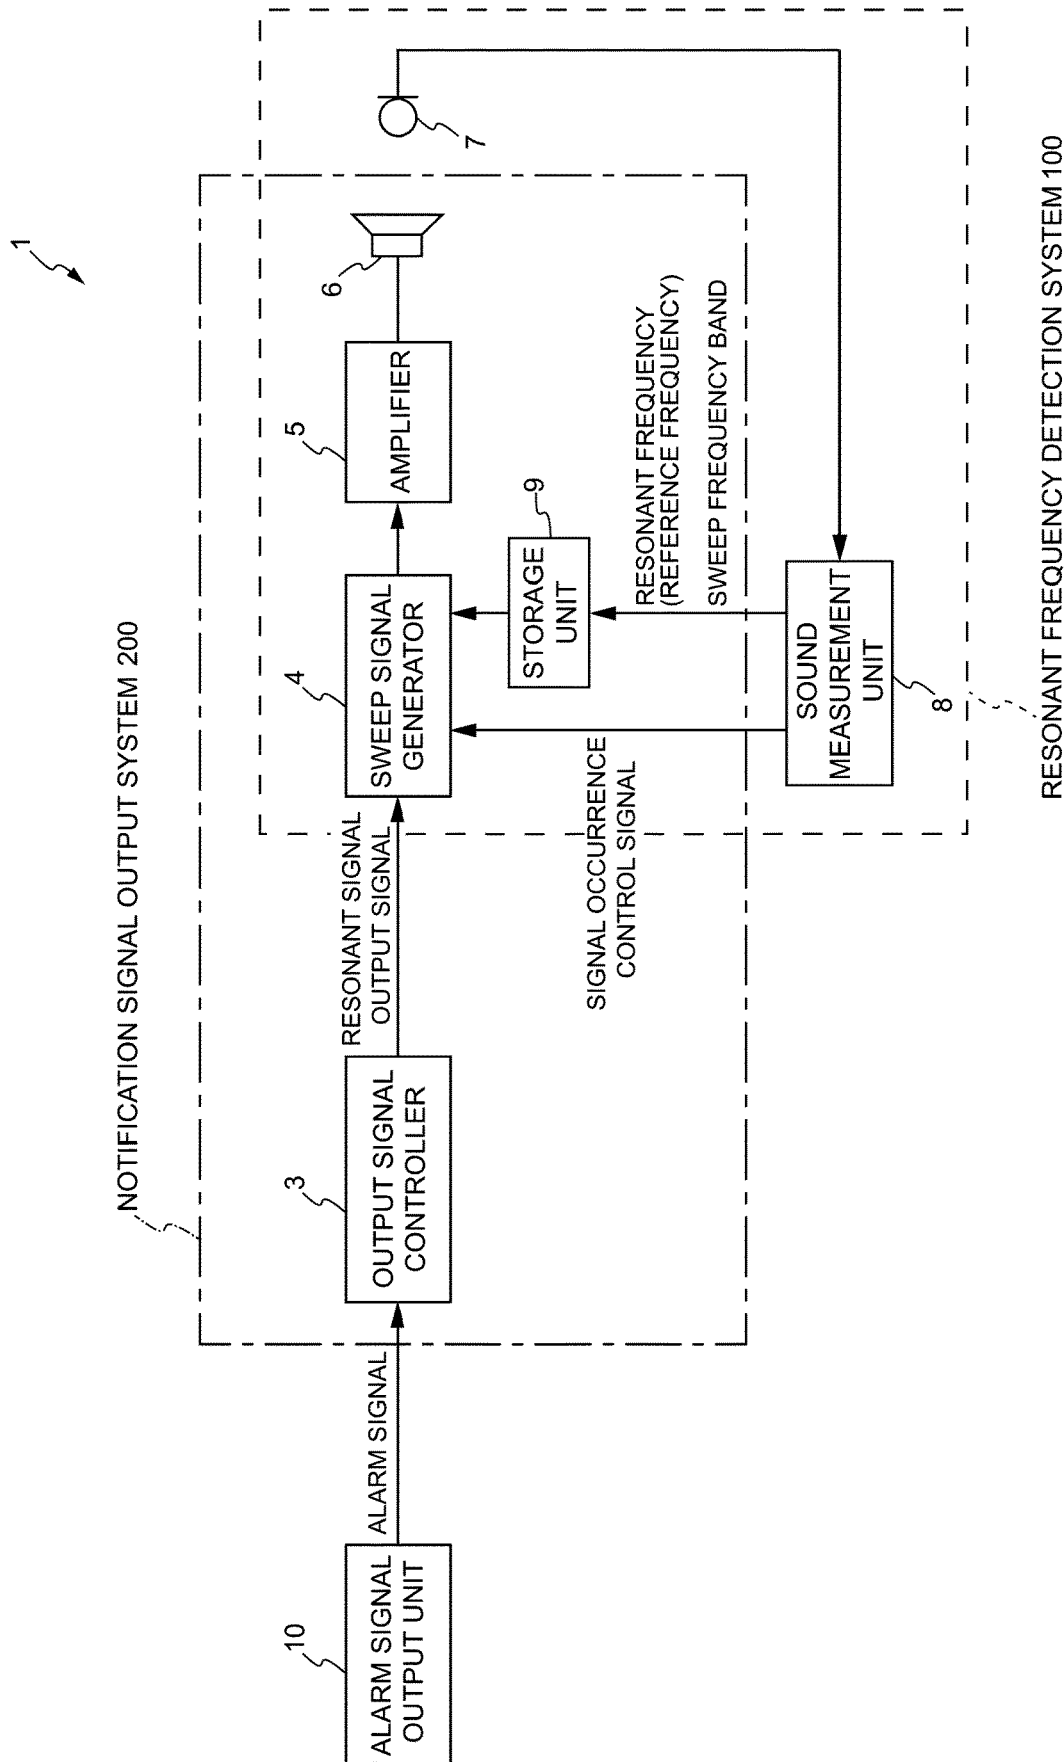 1
NOTIFICATION SIGNAL OUTPUT SYSTEM 200
10
ALARM SIGNAL
OUTPUT UNIT
ALARM SIGNAL
3
OUTPUT SIGNAL
CONTROLLER
RESONANT SIGNAL
OUTPUT SIGNAL
4
SWEEP SIGNAL
GENERATOR
5
AMPLIFIER
6
7
9
STORAGE
UNIT
SIGNAL OCCURRENCE
CONTROL SIGNAL
RESONANT FREQUENCY
(REFERENCE FREQUENCY)
SWEEP FREQUENCY BAND
SOUND
MEASUREMENT
UNIT
8
RESONANT FREQUENCY DETECTION SYSTEM 100